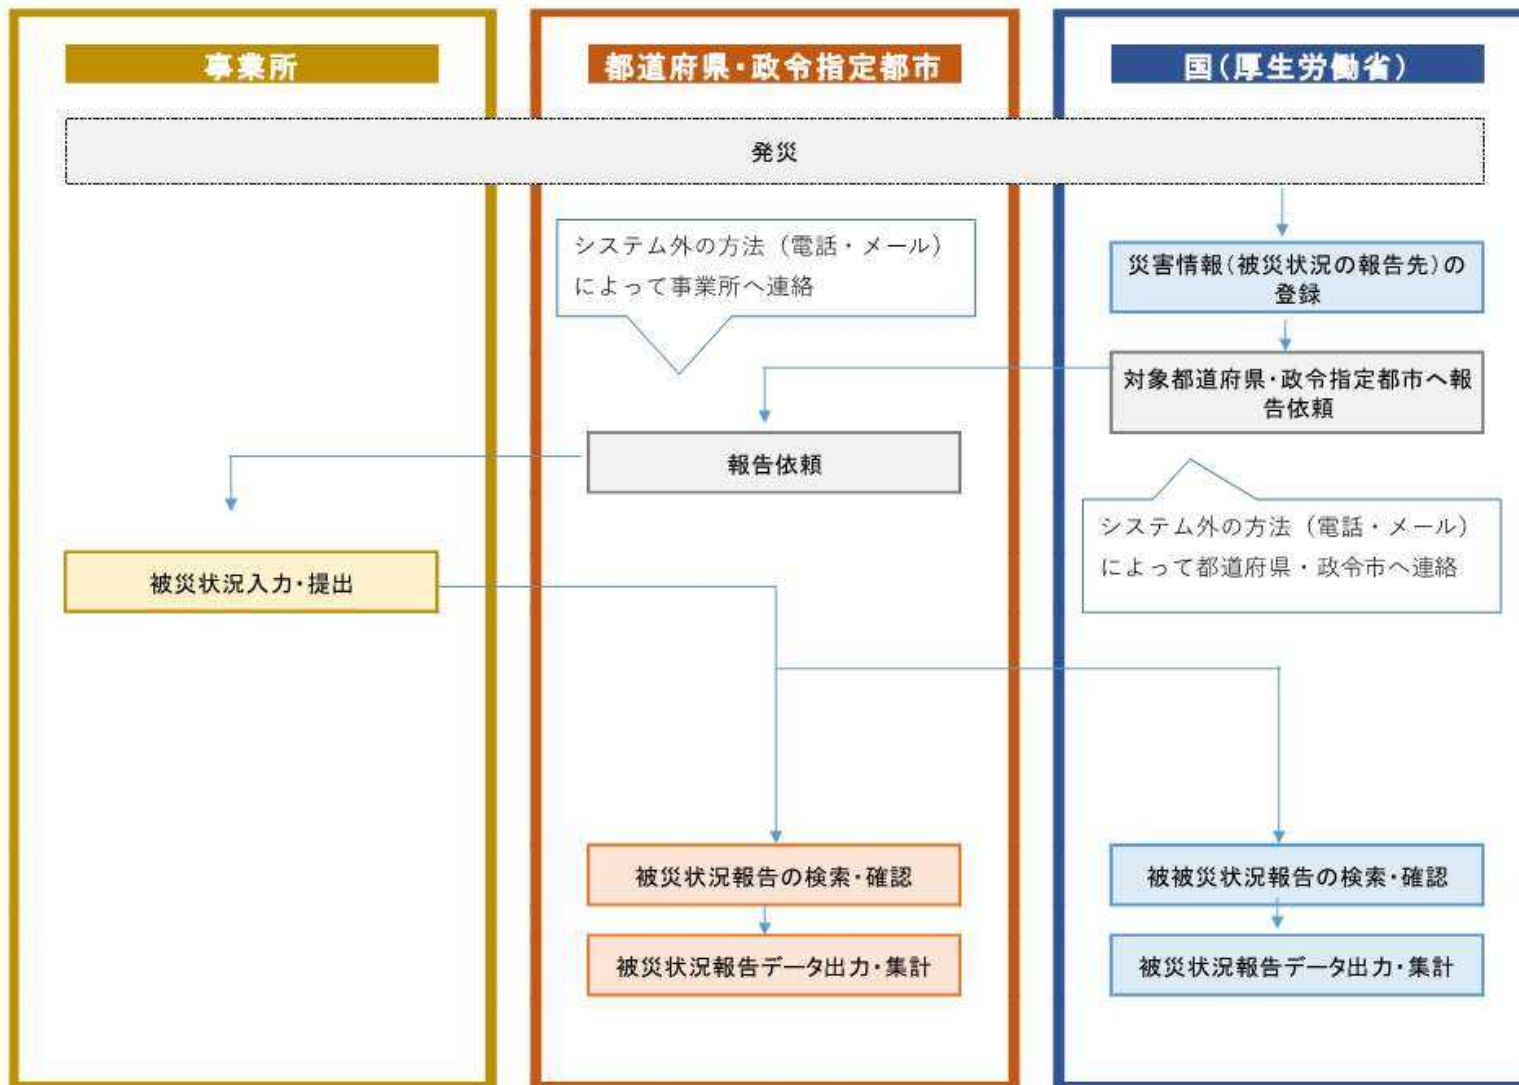 事業所
都道府県・政令指定都市
国(厚生労働省)
発災
システム外の方法（電話・メール）
によって事業所へ連絡
災害情報(被災状況の報告先)の
登録
対象都道府県・政令指定都市へ報
告依頼
報告依頼
システム外の方法（電話・メール）
によって都道府県・政令市へ連絡
被災状況入力・提出
被災状況報告の検索・確認
被被災状況報告の検索・確認
被災状況報告データ出力・集計
被災状況報告データ出力・集計